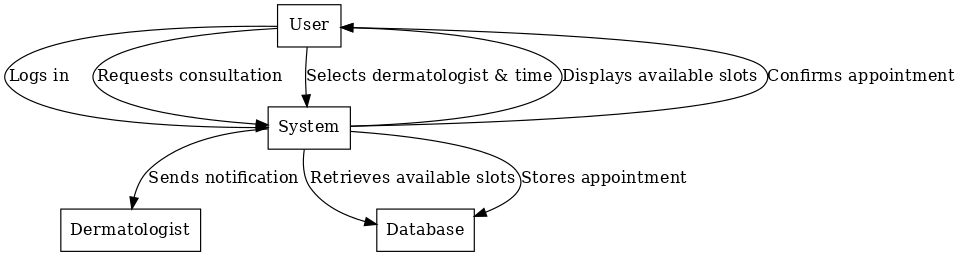 User
Logs in
Requests consultation
Selects dermatologist & time
Displays available slots
Confirms appointment
System
Sends notification
Retrieves available slots
Stores appointment
Dermatologist
Database